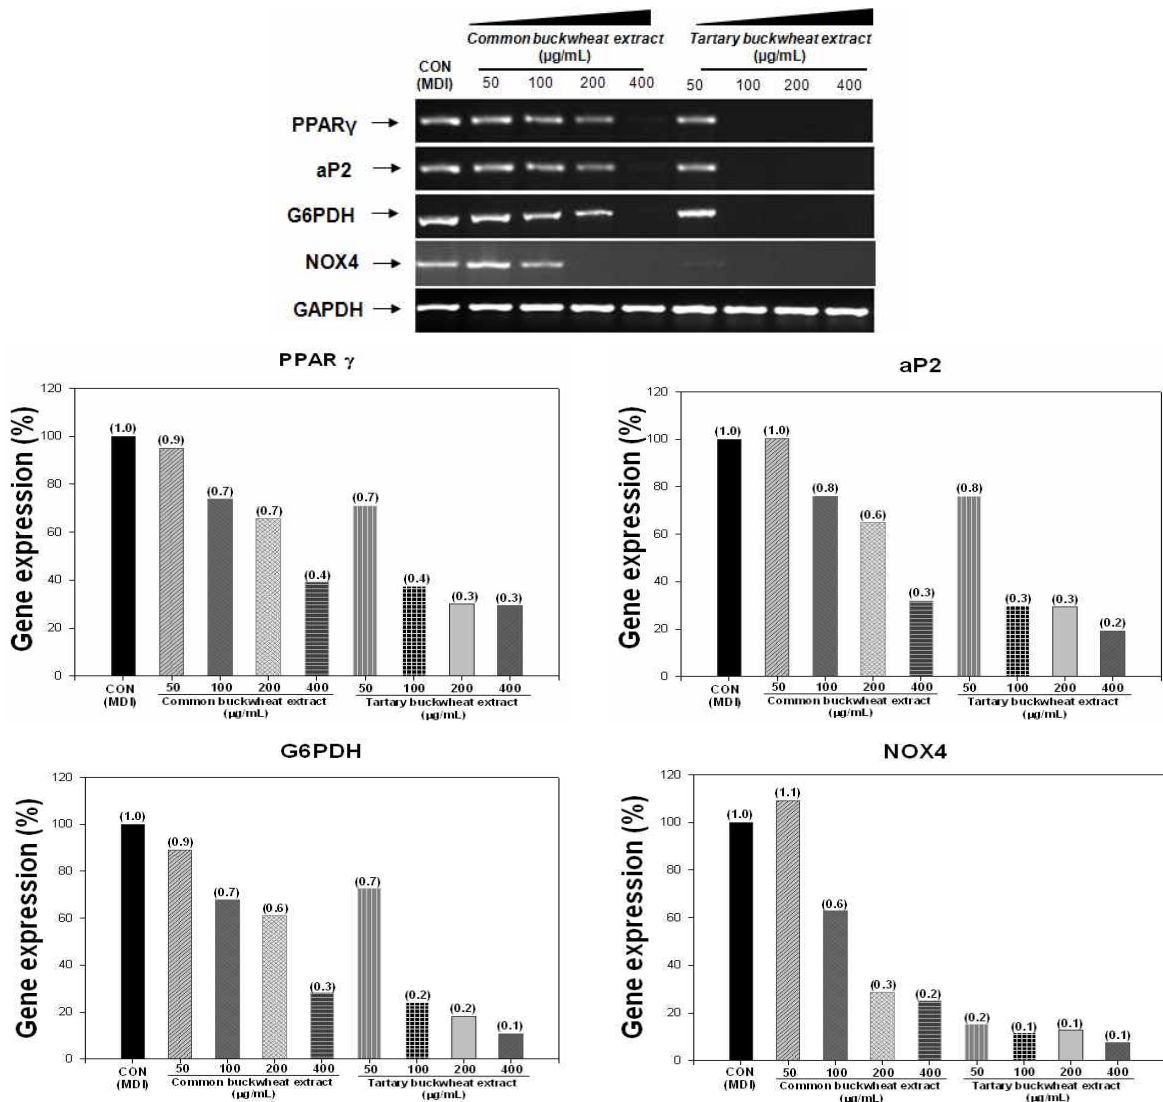 Common buckwheat extract Tartary buckwheat extract
(µg/mL) (µg/mL)
CON
(MDI) 50 100 200 400 50 100 200 400
PPARγ
aP2
G6PDH
NOX4
GAPDH
PPAR γ
Gene expression (%)
120
100
80
60
40
20
0
(1.0) (0.9) (0.7) (0.7) (0.4) (0.7) (0.4) (0.3) (0.3)
CON 50 100 200 400 50 100 200 400
(MDI) Common buckwheat extract Tartary buckwheat extract
(µg/mL) (µg/mL)
aP2
Gene expression (%)
120
100
80
60
40
20
0
(1.0) (1.0) (0.8) (0.6) (0.3) (0.8) (0.3) (0.3) (0.2)
CON 50 100 200 400 50 100 200 400
(MDI) Common buckwheat extract Tartary buckwheat extract
(µg/mL) (µg/mL)
G6PDH
Gene expression (%)
120
100
80
60
40
20
0
(1.0) (0.9) (0.7) (0.6) (0.3) (0.7) (0.2) (0.2) (0.1)
CON 50 100 200 400 50 100 200 400
(MDI) Common buckwheat extract Tartary buckwheat extract
(µg/mL) (µg/mL)
NOX4
Gene expression (%)
120
100
80
60
40
20
0
(1.0) (1.1) (0.6) (0.3) (0.2) (0.2) (0.1) (0.1) (0.1)
CON 50 100 200 400 50 100 200 400
(MDI) Common buckwheat extract Tartary buckwheat extract
(µg/mL) (µg/mL)